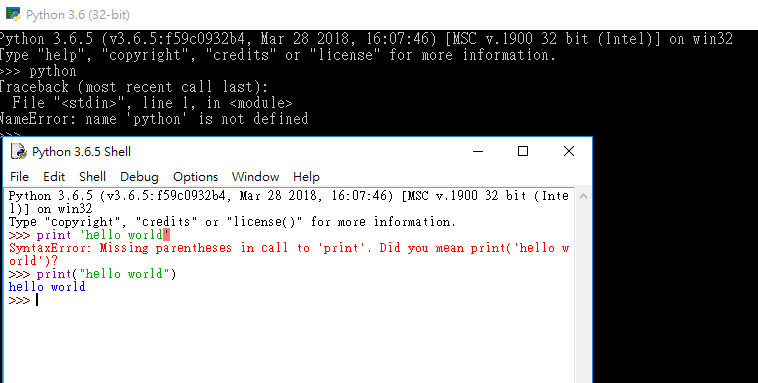 Python 3.6 (32-bit)
Python 3.6.5 (v3.6.5:f59c0932b4, Mar 28 2018, 16:07:46) [MSC v.1900 32 bit (Intel)] on win32
Type "help", "copyright", "credits" or "license" for more information.
>>> python
Traceback (most recent call last):
  File "<stdin>", line 1, in <module>
NameError: name 'python' is not defined
>>>
Python 3.6.5 Shell
File Edit Shell Debug Options Window Help
Python 3.6.5 (v3.6.5:f59c0932b4, Mar 28 2018, 16:07:46) [MSC v.1900 32 bit (Inte
l)] on win32
Type "copyright", "credits" or "license()" for more information.
>>> print 'hello world'
SyntaxError: Missing parentheses in call to 'print'. Did you mean print('hello w
orld')?
>>> print("hello world")
hello world
>>>